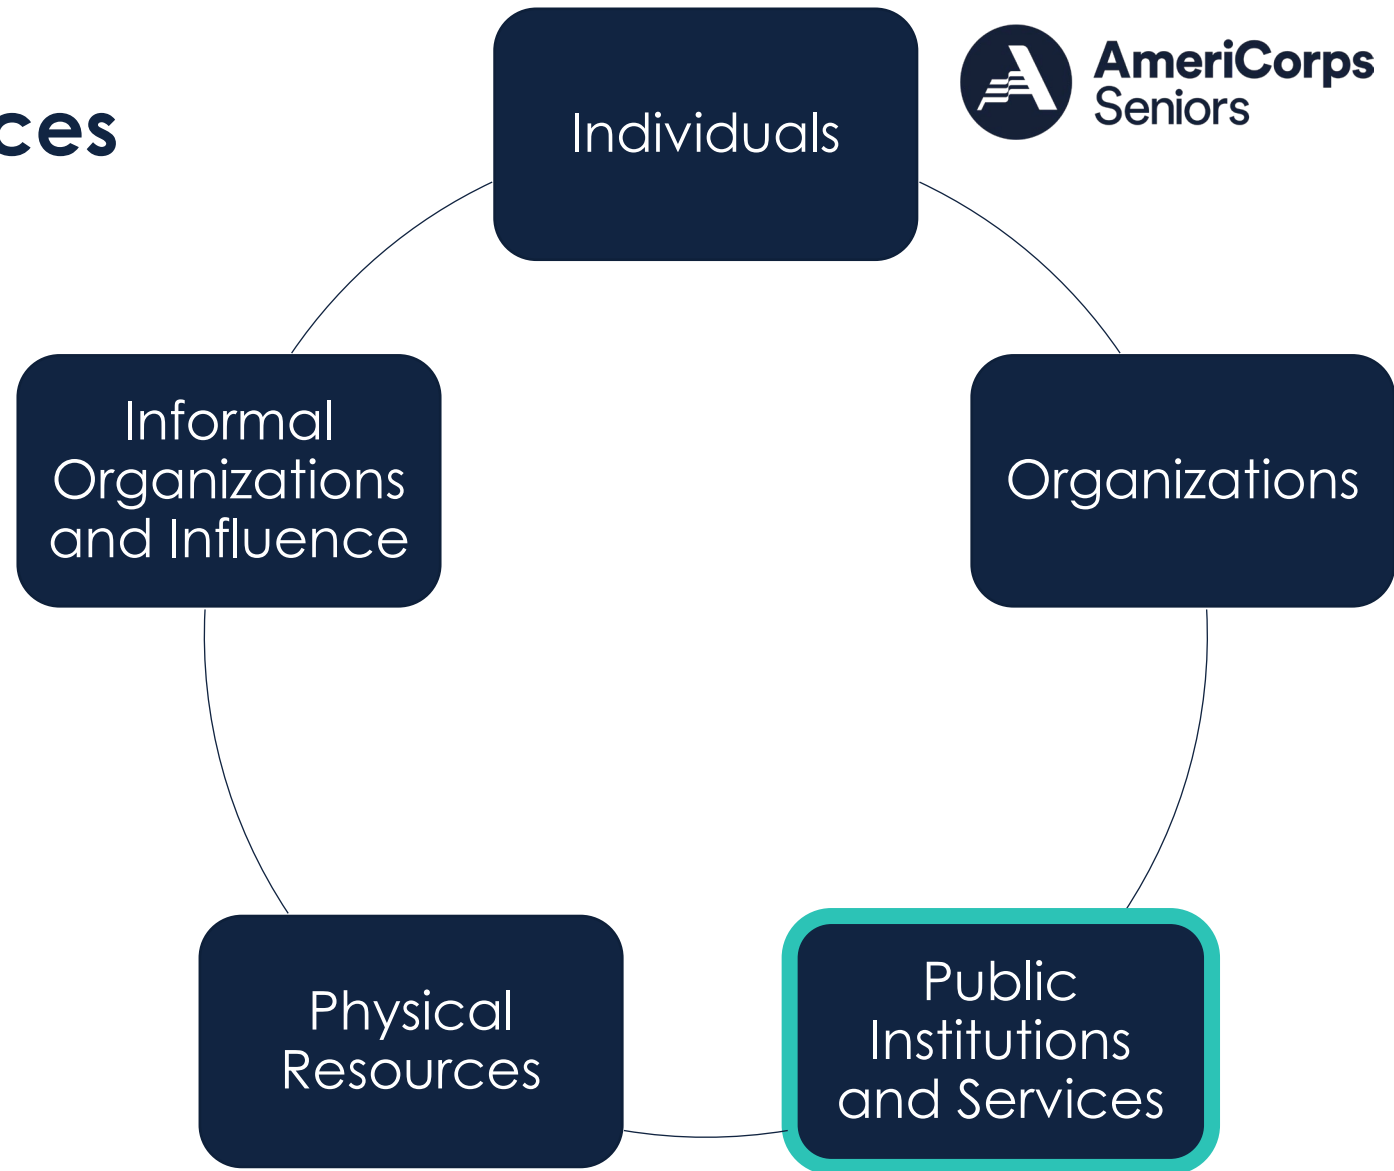 ces
AmeriCorps
Seniors
Individuals
Informal
Organizations
and Influence
Organizations
Physical
Resources
Public
Institutions
and Services